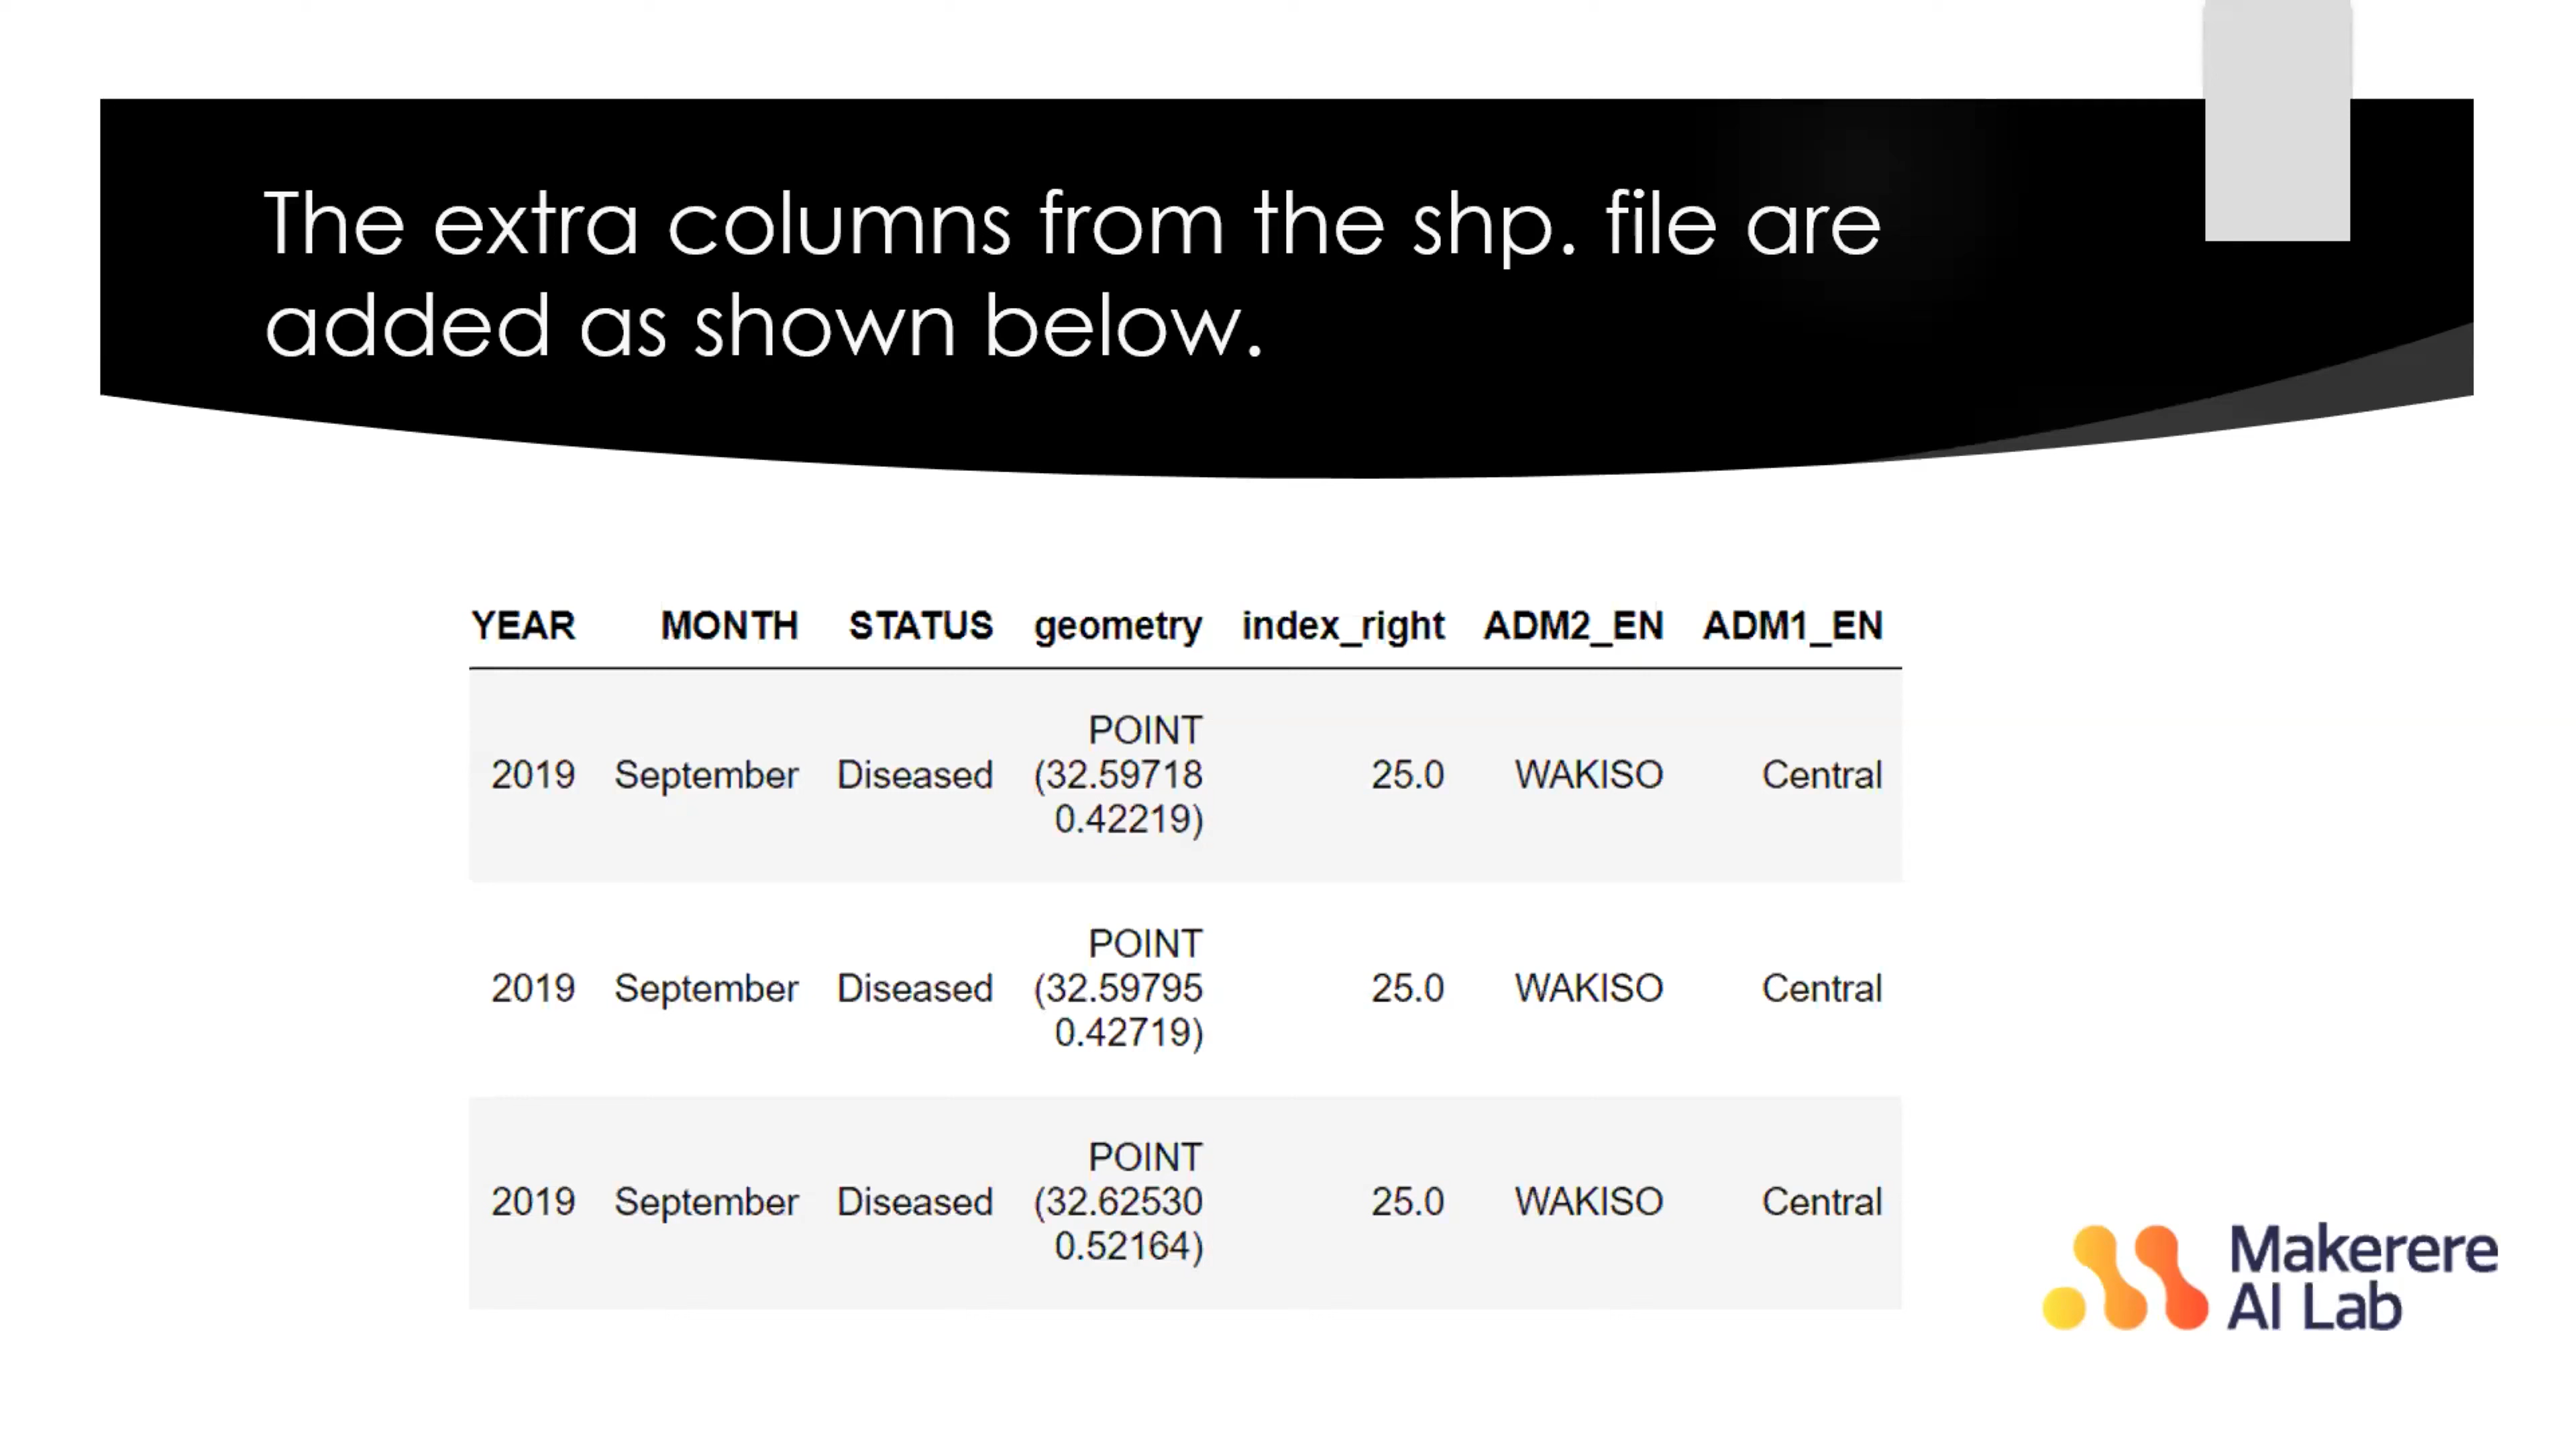 The extra columns from the shp. file are
added as shown below.
YEAR MONTH STATUS geometry index_right ADM2_EN ADM1_EN
POINT
2019 September Diseased (32.59718 25.0 WAKISO Central
0.42219)
POINT
2019 September Diseased (32.59795 25.0 WAKISO Central
0.42719)
POINT
2019 September Diseased (32.62530 25.0 WAKISO Central
0.52164)
Makerere
AI Lab